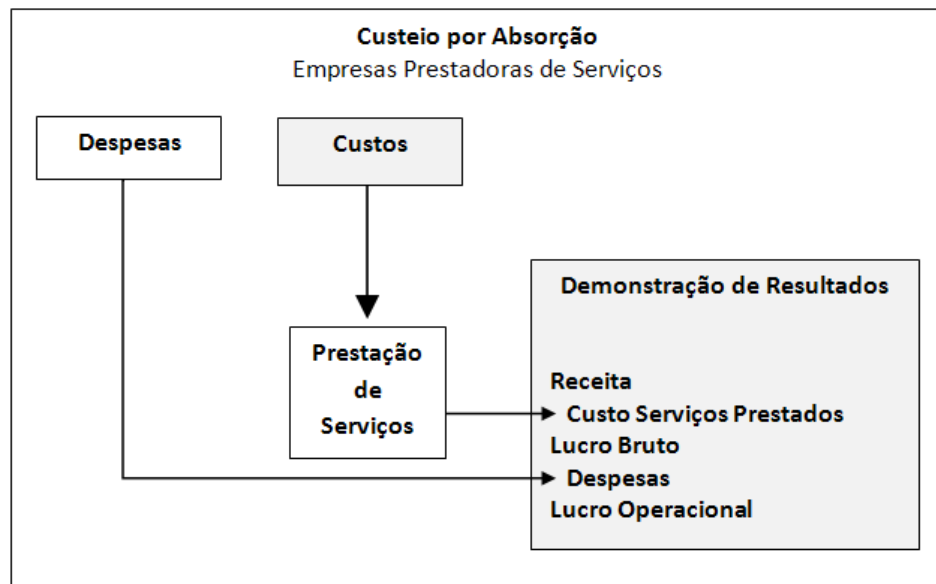 Custeio por Absorção
Empresas Prestadoras de Serviços
Despesas
Custos
Prestação
de
Serviços
Demonstração de Resultados
Receita
Custo Serviços Prestados
Lucro Bruto
Despesas
Lucro Operacional